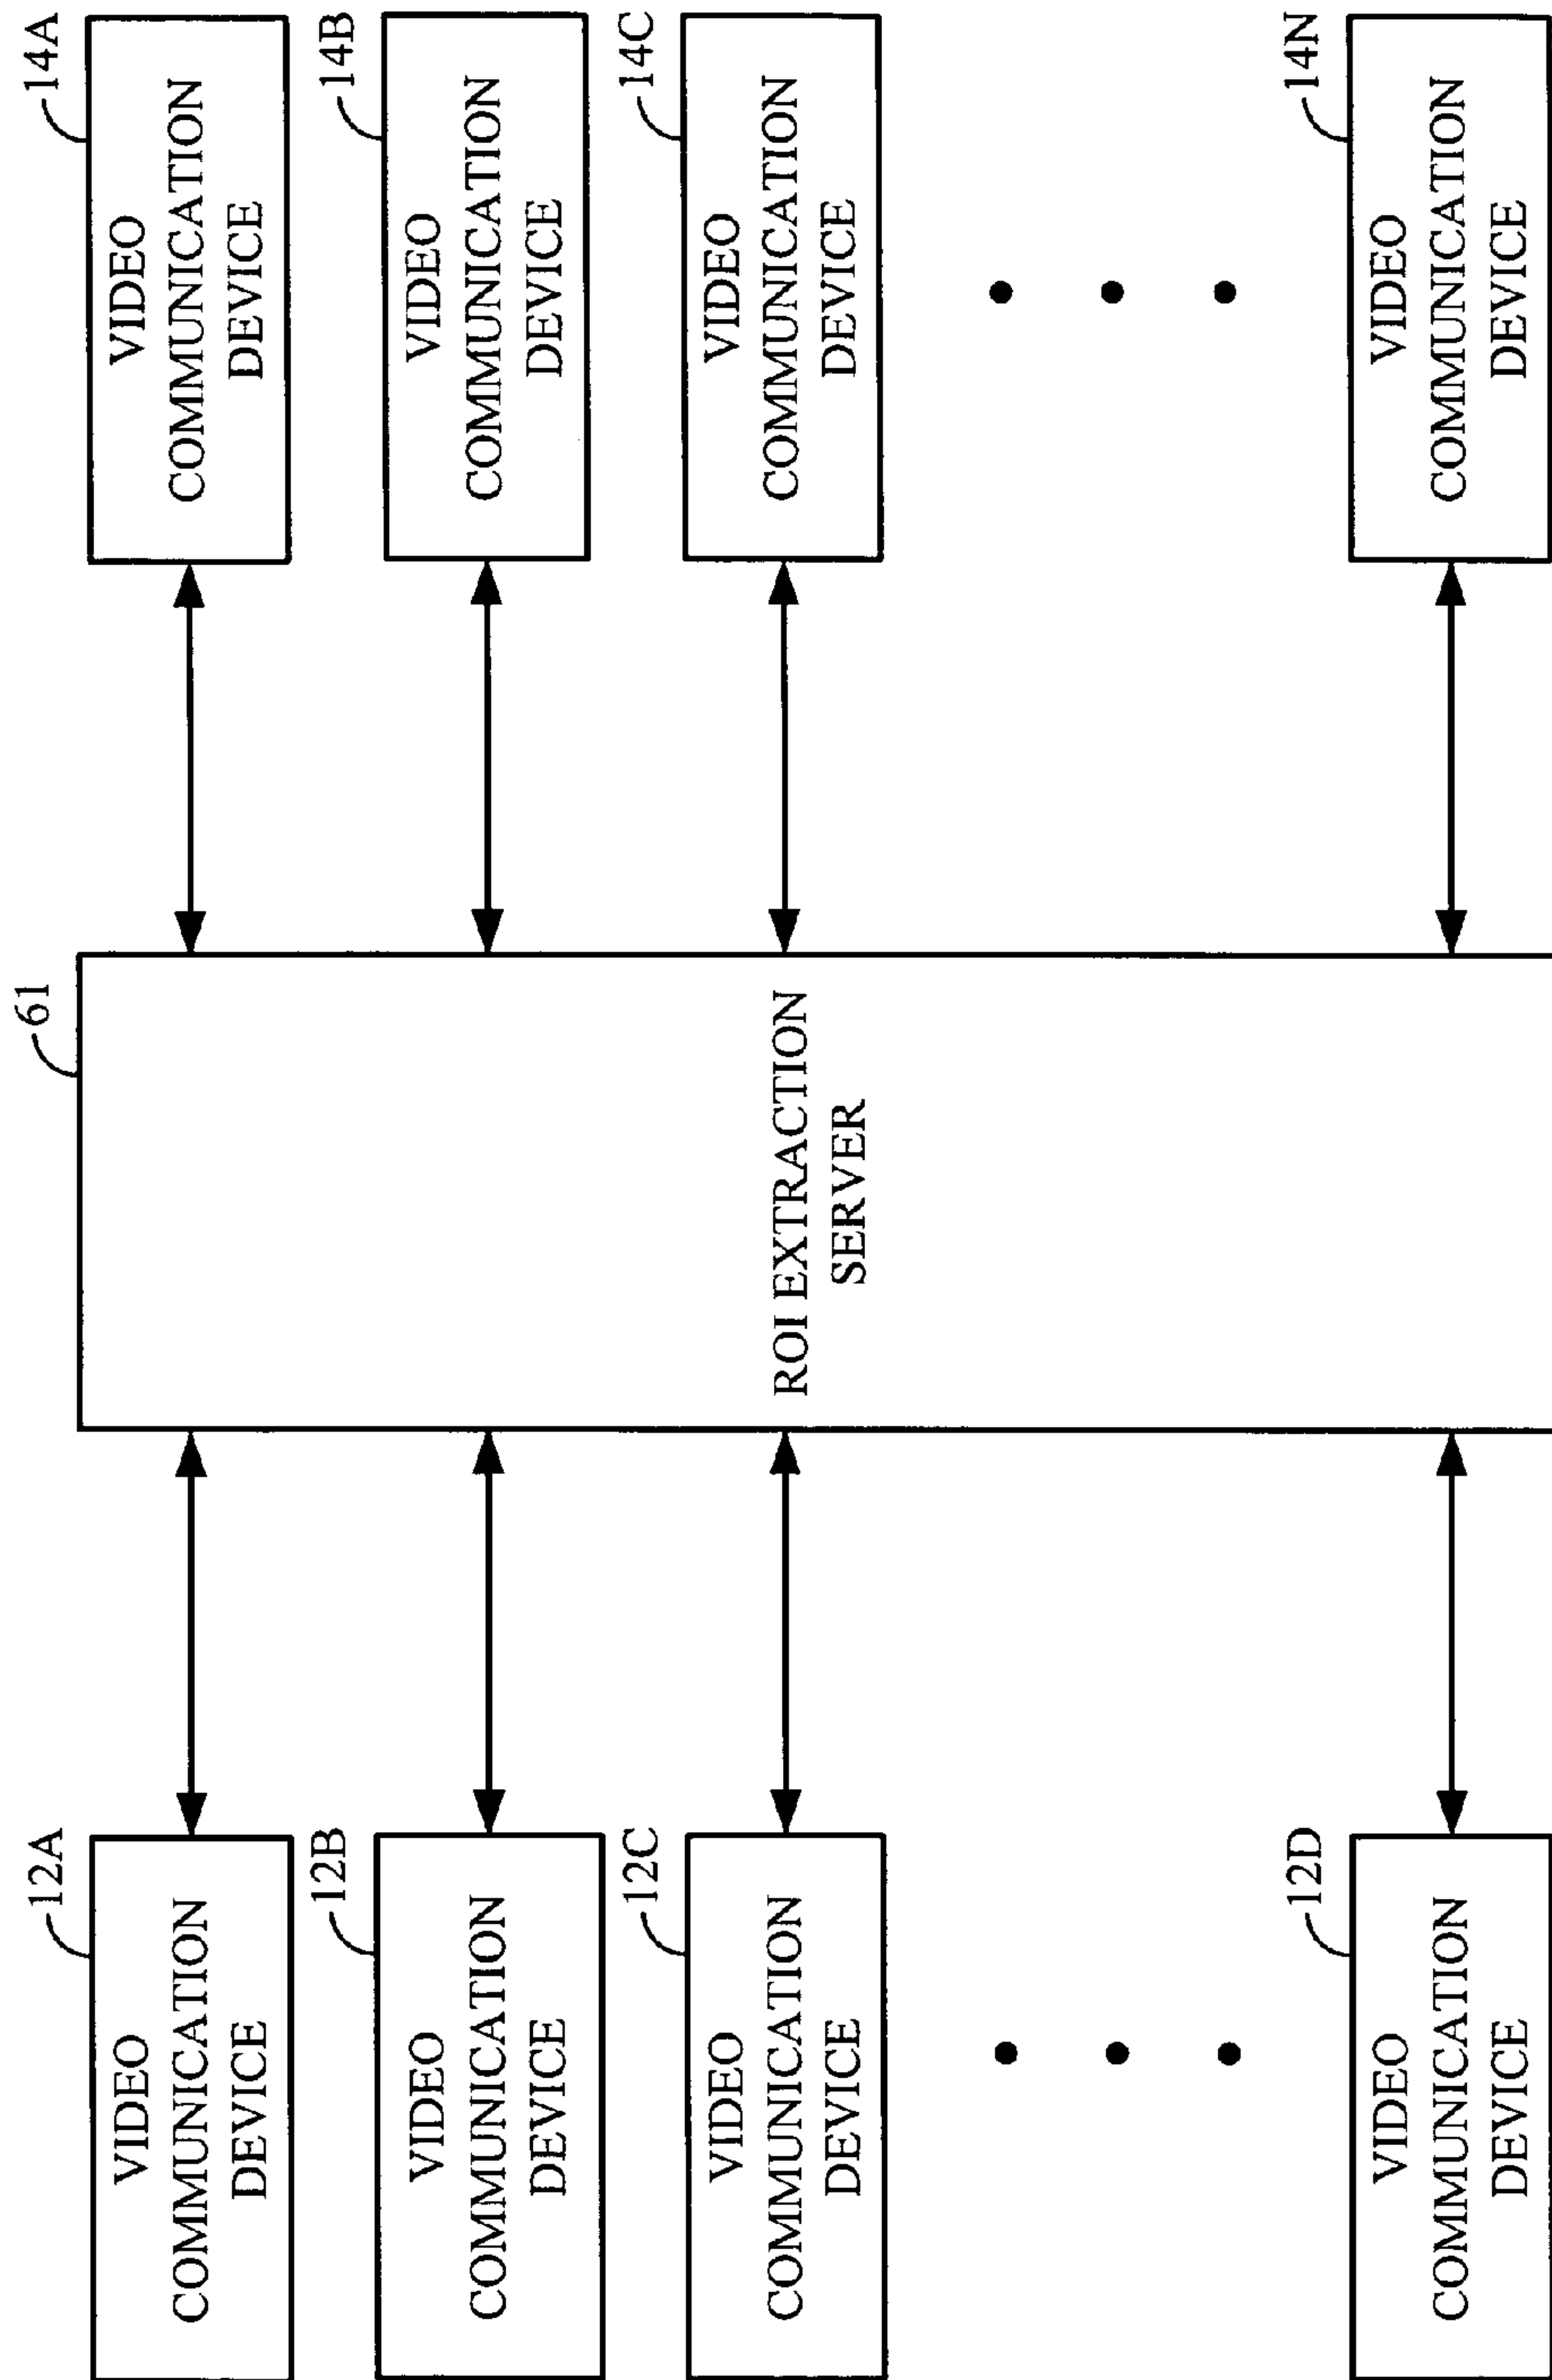 12A
VIDEO
COMMUNICATION
DEVICE
12B
VIDEO
COMMUNICATION
DEVICE
12C
VIDEO
COMMUNICATION
DEVICE
12D
VIDEO
COMMUNICATION
DEVICE
61
ROI EXTRACTION
SERVER
14A
VIDEO
COMMUNICATION
DEVICE
14B
VIDEO
COMMUNICATION
DEVICE
14C
VIDEO
COMMUNICATION
DEVICE
14N
VIDEO
COMMUNICATION
DEVICE